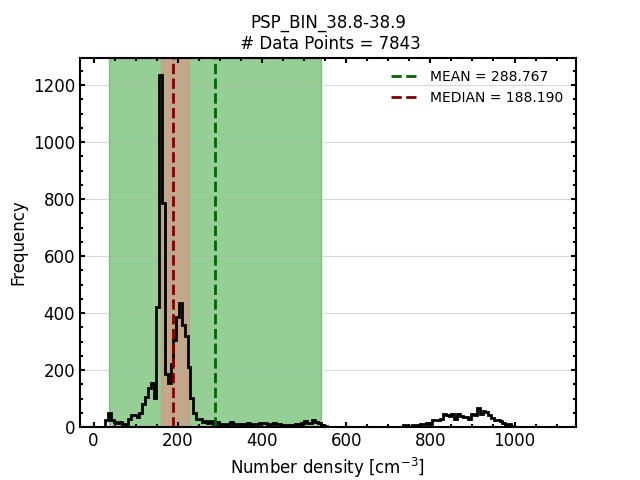 PSP_BIN_38.8-38.9
# Data Points = 7843
MEAN = 288.767
MEDIAN = 188.190
Frequency
1200
1000
800
600
400
200
0
0 200 400 600 800 1000
Number density [cm⁻³]